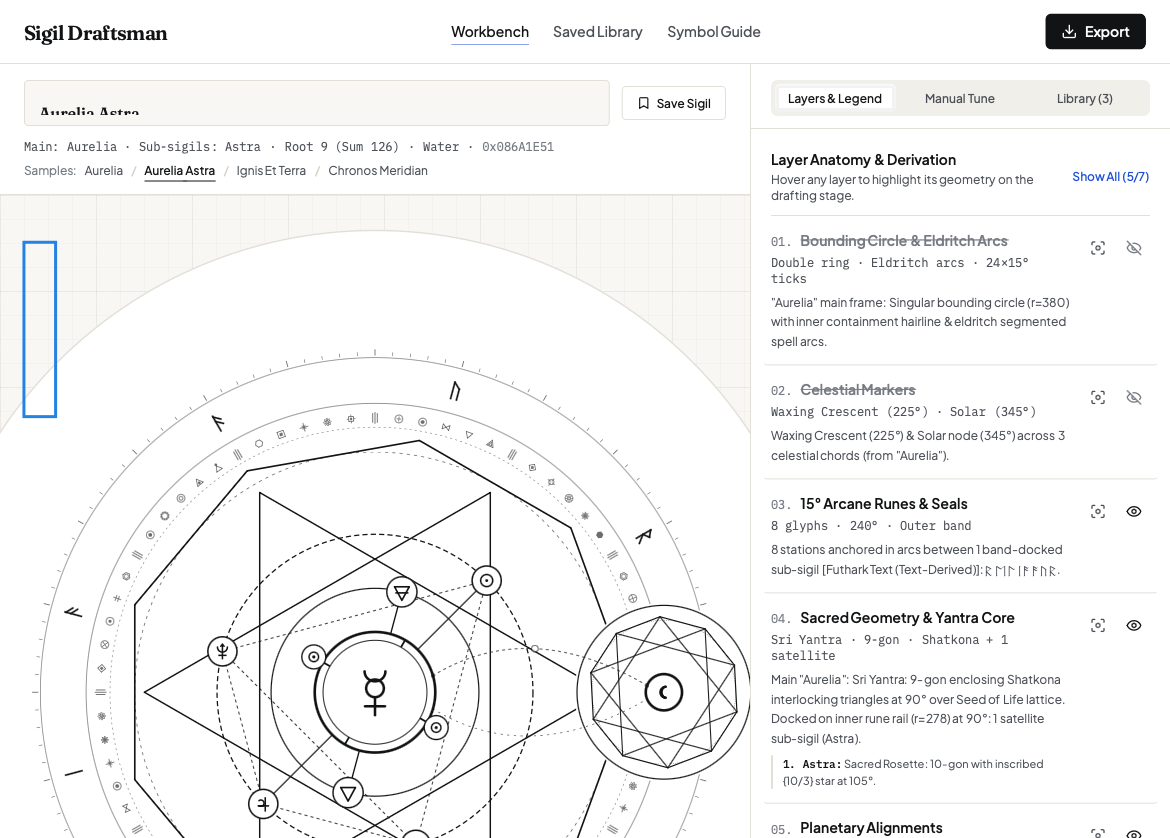 Sigil Draftsman
Workbench
Saved Library
Symbol Guide
Export
Aurelia Astra
Save Sigil
Main: Aurelia · Sub-sigils: Astra · Root 9 (Sum 126) · Water · 0x086A1E51
Samples: Aurelia / Aurelia Astra / Ignis Et Terra / Chronos Meridian
Layers & Legend
Manual Tune
Library (3)
Layer Anatomy & Derivation
Hover any layer to highlight its geometry on the
drafting stage.
Show All (5/7)
01. Bounding Circle & Eldritch Arcs
Double ring · Eldritch arcs · 24×15°
ticks
"Aurelia" main frame: Singular bounding circle (r=380)
with inner containment hairline & eldritch segmented
spell arcs.
02. Celestial Markers
Waxing Crescent (225°) · Solar (345°)
Waxing Crescent (225°) & Solar node (345°) across 3
celestial chords (from "Aurelia").
03. 15° Arcane Runes & Seals
8 glyphs · 240° · Outer band
8 stations anchored in arcs between 1 band-docked
sub-sigil [Futhark Text (Text-Derived)]:
04. Sacred Geometry & Yantra Core
Sri Yantra · 9-gon · Shatkona + 1
satellite
Main "Aurelia": Sri Yantra: 9-gon enclosing Shatkona
interlocking triangles at 90° over Seed of Life lattice.
Docked on inner rune rail (r=278) at 90°: 1 satellite
sub-sigil (Astra).
1. Astra: Sacred Rosette: 10-gon with inscribed
{10/3} star at 105°.
05. Planetary Alignments